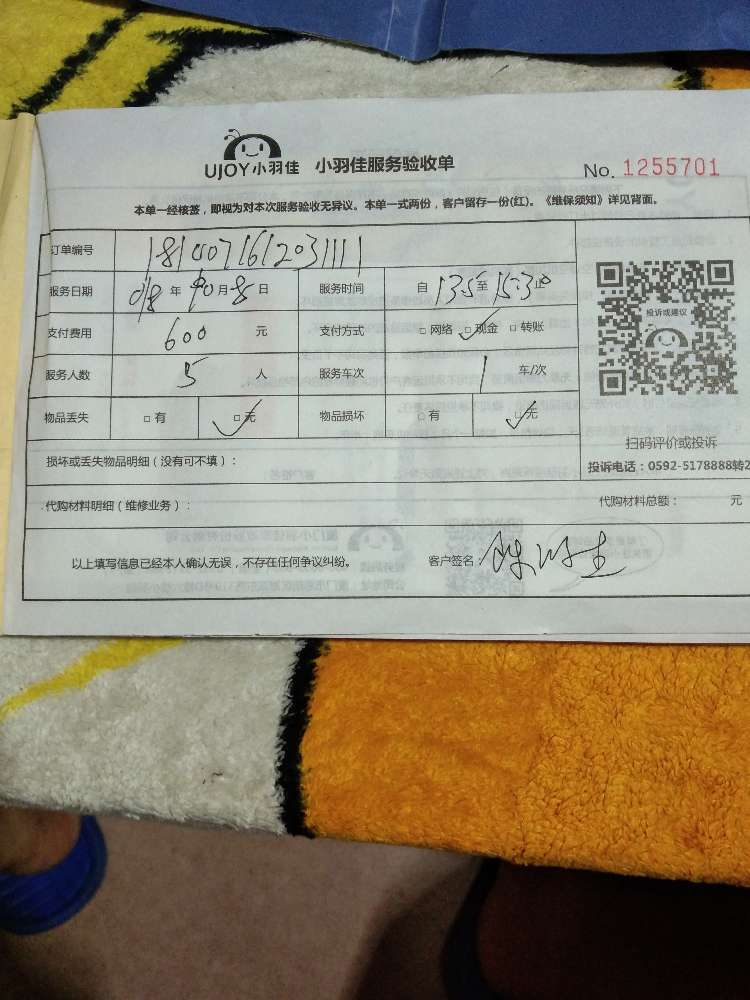 UJOY小羽佳 小羽佳服务验收单 No. 1255701
本单一经核签，即视为对本次服务验收无异议。本单一式两份，客户留存一份(红)。《维保须知》详见背面。
订单编号
服务日期 年 月 8 日 服务时间 自 至 止
支付费用 600 元 支付方式 □网络 □现金 □转账
服务人数 5 人 服务车次 1 车/次
物品丢失 □有 □无 物品损坏 □有 □无
投诉或建议
扫码评价或投诉
投诉电话：0592-5178888转2
损坏或丢失物品明细（没有可不填）：
代购材料明细（维修业务）： 代购材料总额： 元
以上填写信息已经本人确认无误，不存在任何争议纠纷。 客户签名：